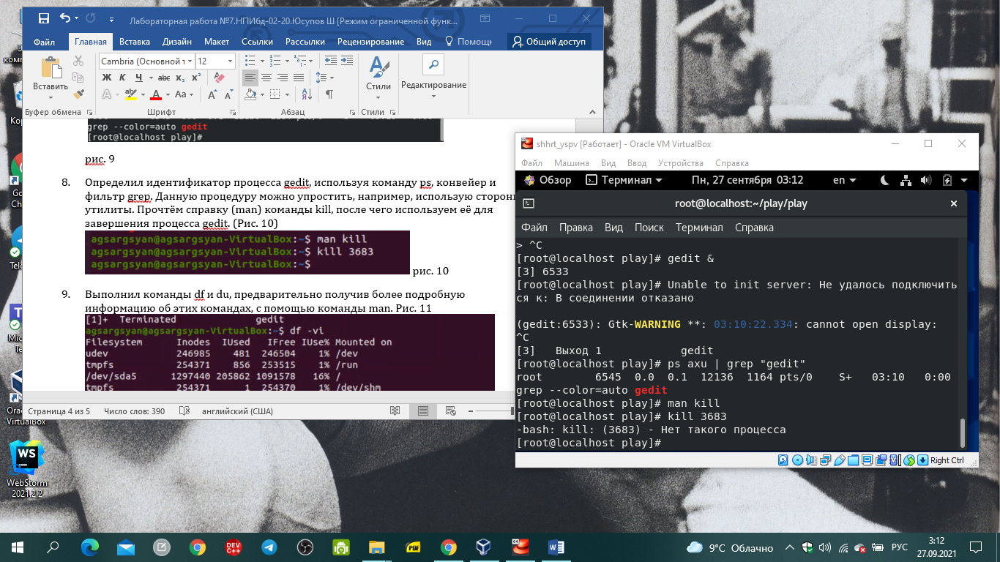 Лабораторная работа №7.НПИбд-02-20.Юсупов Ш [Режим ограниченной функ...
Файл Главная Вставка Дизайн Макет Ссылки Рассылки Рецензирование Вид Помощн Общий доступ
Вставить
Cambria (Основной т 12
Ж К Ч abc x₂ x²
A Aa A A
Стили
Редактирование
Буфер обмена Шрифт Абзац Стили
grep --color=auto gedit
[root@localhost play]#
рис. 9
8. Определил идентификатор процесса gedit, используя команду ps, конвейер и
фильтр grep. Данную процедуру можно упростить, например, использую сторонн
утилиты. Прочтём справку (man) команды kill, после чего используем её для
завершения процесса gedit. (Рис. 10)
agsargsyan@agsargsyan-VirtualBox:~$ man kill
agsargsyan@agsargsyan-VirtualBox:~$ kill 3683
agsargsyan@agsargsyan-VirtualBox:~$
рис. 10
9. Выполнил команды df и du, предварительно получив более подробную
информацию об этих командах, с помощью команды man. Рис. 11
[1]+ Terminated gedit
agsargsyan@agsargsyan-VirtualBox:~$ df -vi
Filesystem Inodes IUsed IFree IUse% Mounted on
udev 246985 481 246504 1% /dev
tmpfs 254371 856 253515 1% /run
/dev/sda5 1297440 205862 1091578 16% /
tmpfs 254371 1 254370 1% /dev/shm
Страница 4 из 5 Число слов: 390 английский (США)
shhrt_yspv [Работает] - Oracle VM VirtualBox
Файл Машина Вид Ввод Устройства Справка
Обзор Терминал Пн, 27 сентября 03:12 en
root@localhost:~/play/play
Файл Правка Вид Поиск Терминал Справка
> ^C
[root@localhost play]# gedit &
[3] 6533
[root@localhost play]# Unable to init server: Не удалось подключить
ся к: В соединении отказано
(gedit:6533): Gtk-WARNING **: 03:10:22.334: cannot open display:
^C
[3] Выход 1 gedit
[root@localhost play]# ps axu | grep "gedit"
root 6545 0.0 0.1 12136 1164 pts/0 S+ 03:10 0:00
grep --color=auto gedit
[root@localhost play]# man kill
[root@localhost play]# kill 3683
-bash: kill: (3683) - Нет такого процесса
[root@localhost play]#
Right Ctrl
VirtualBox
WS
WebStorm
2021.2.2
DEV
C++
PDF
9°C Облачно
РУС
3:12
27.09.2021